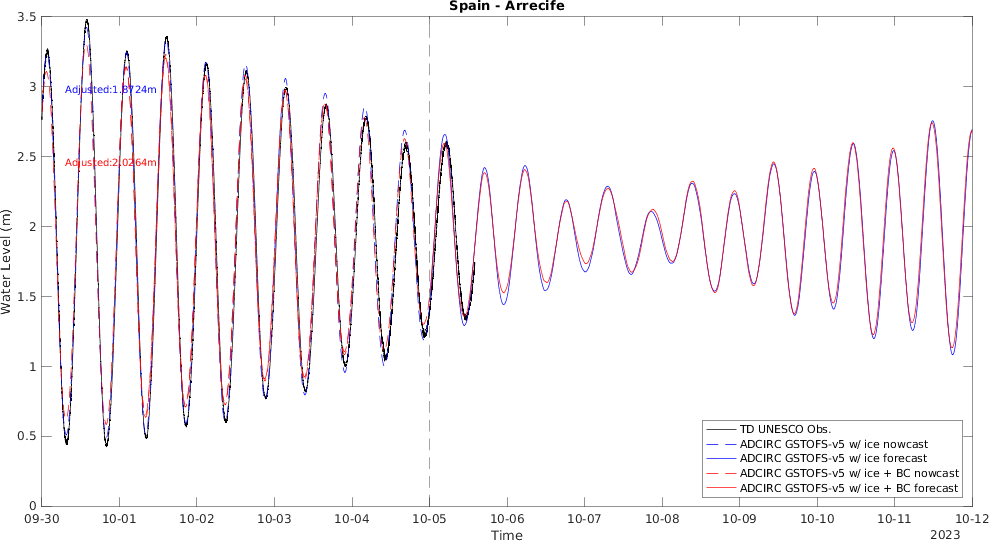 Spain - Arrecife
3.5
3
2.5
2
1.5
1
0.5
0
Water Level (m)
Adjusted:1.8724m
Adjusted:2.0264m
TD UNESCO Obs.
ADCIRC GSTOFS-v5 w/ ice nowcast
ADCIRC GSTOFS-v5 w/ ice forecast
ADCIRC GSTOFS-v5 w/ ice + BC nowcast
ADCIRC GSTOFS-v5 w/ ice + BC forecast
09-30 10-01 10-02 10-03 10-04 10-05 10-06 10-07 10-08 10-09 10-10 10-11 10-12
Time
2023